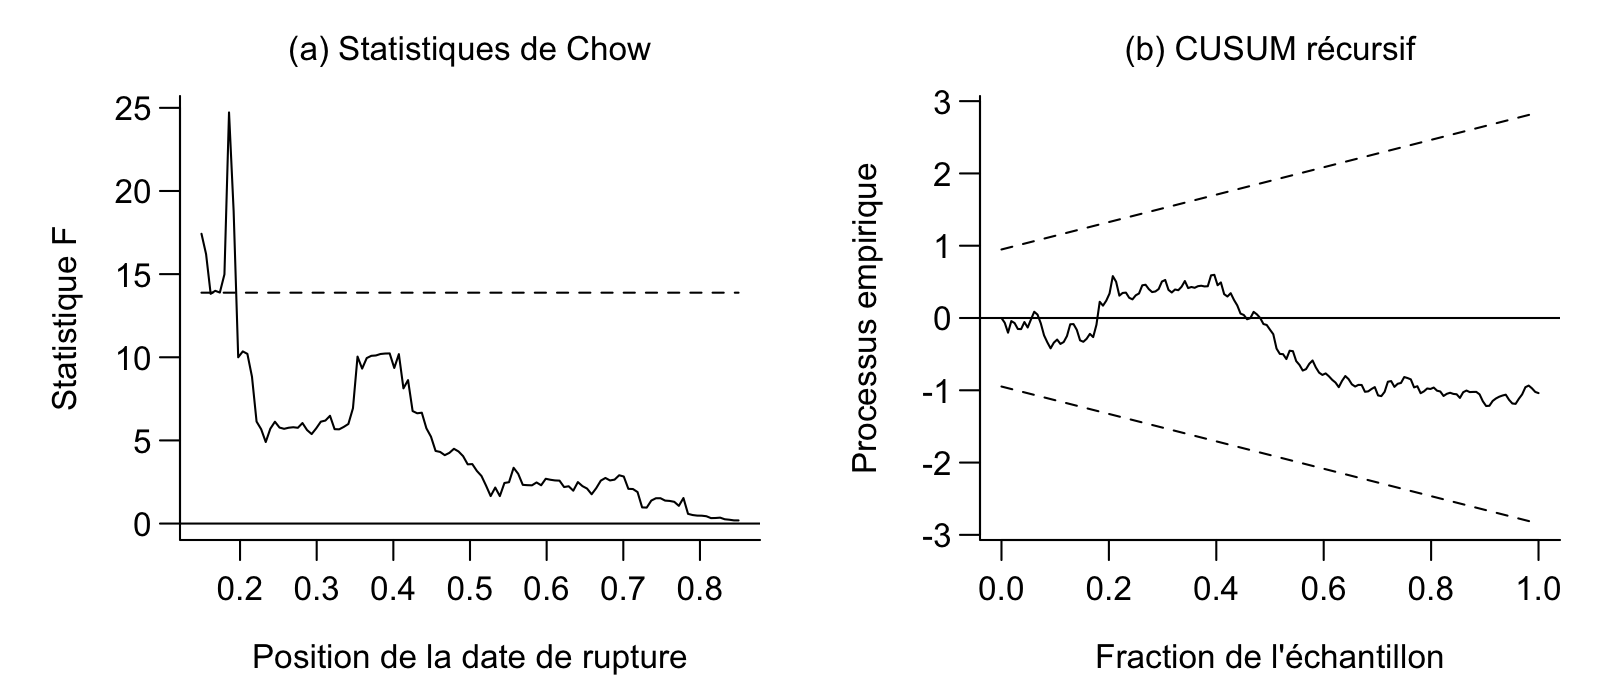 (a) Statistiques de Chow
25
20
15
10
5
0
Statistique F
0.2 0.3 0.4 0.5 0.6 0.7 0.8
Position de la date de rupture
(b) CUSUM récursif
3
2
1
0
-1
-2
-3
Processus empirique
0.0 0.2 0.4 0.6 0.8 1.0
Fraction de l'échantillon